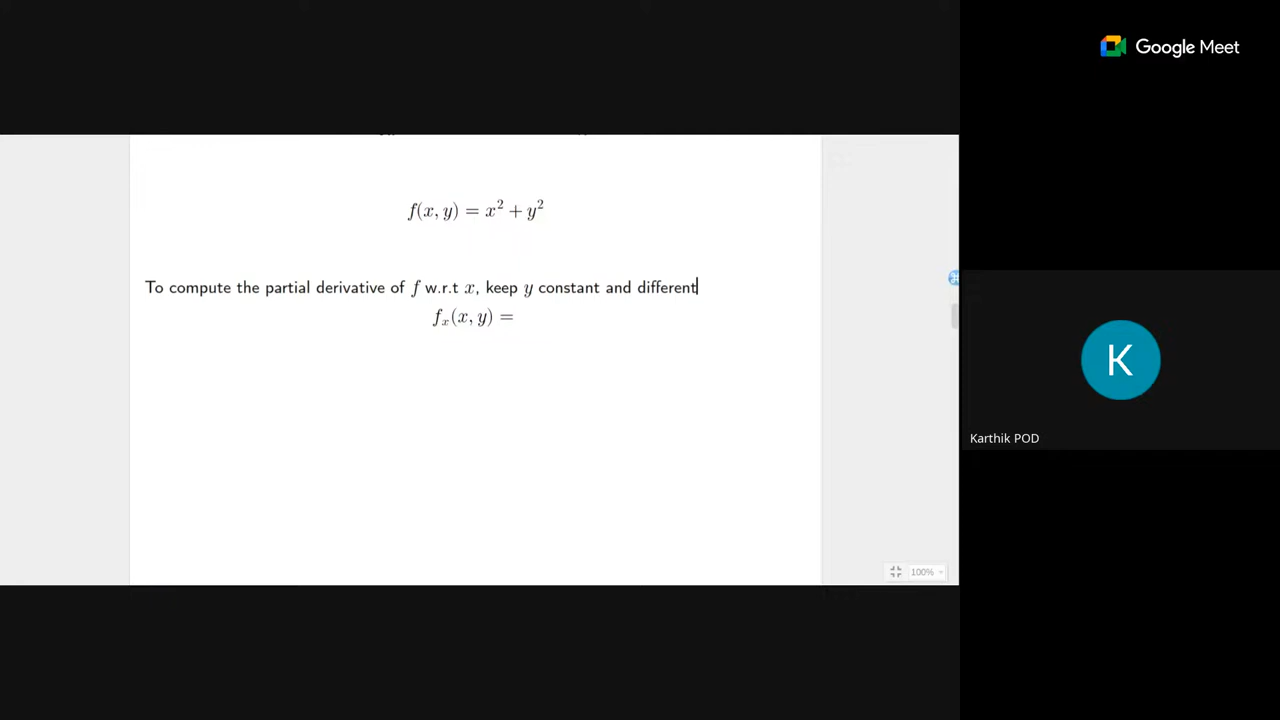 Google Meet
f(x, y) = x² + y²
To compute the partial derivative of f w.r.t x, keep y constant and different
fₓ(x, y) =
K
Karthik POD
100%